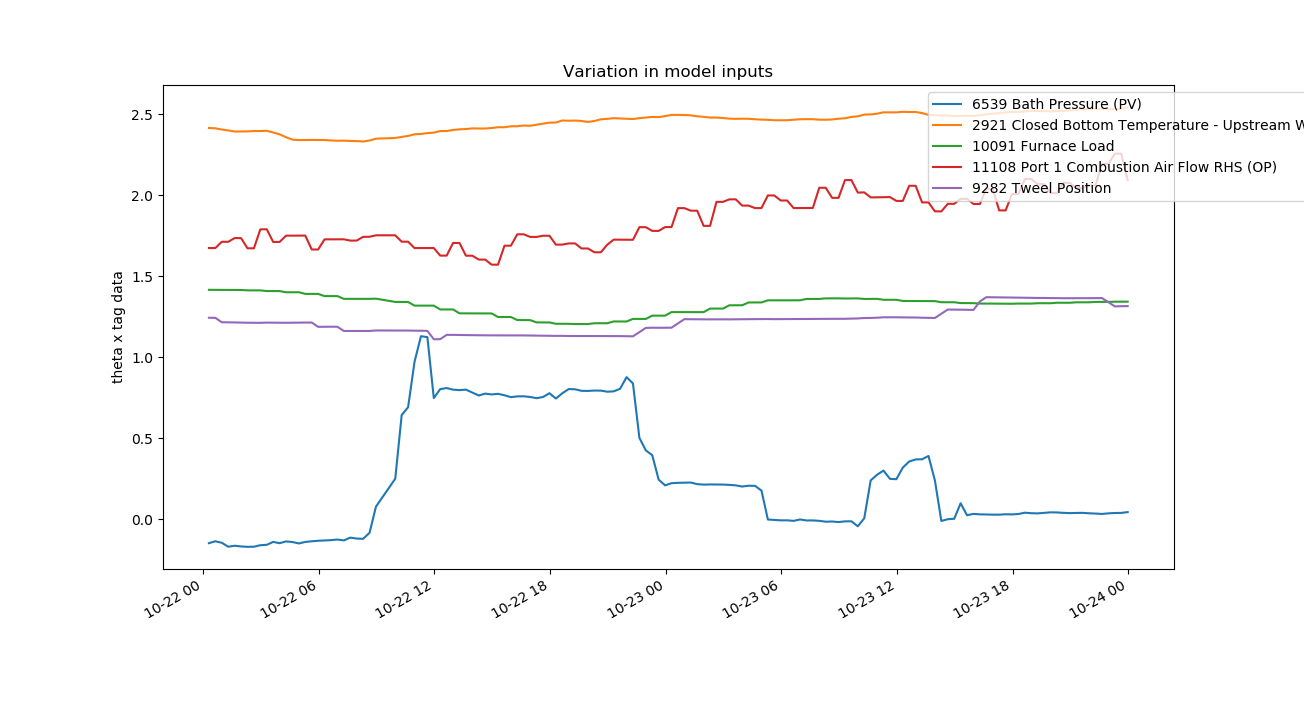 Variation in model inputs
6539 Bath Pressure (PV)
2921 Closed Bottom Temperature - Upstream W
10091 Furnace Load
11108 Port 1 Combustion Air Flow RHS (OP)
9282 Tweel Position
theta x tag data
2.5
2.0
1.5
1.0
0.5
0.0
10-22 00
10-22 06
10-22 12
10-22 18
10-23 00
10-23 06
10-23 12
10-23 18
10-24 00